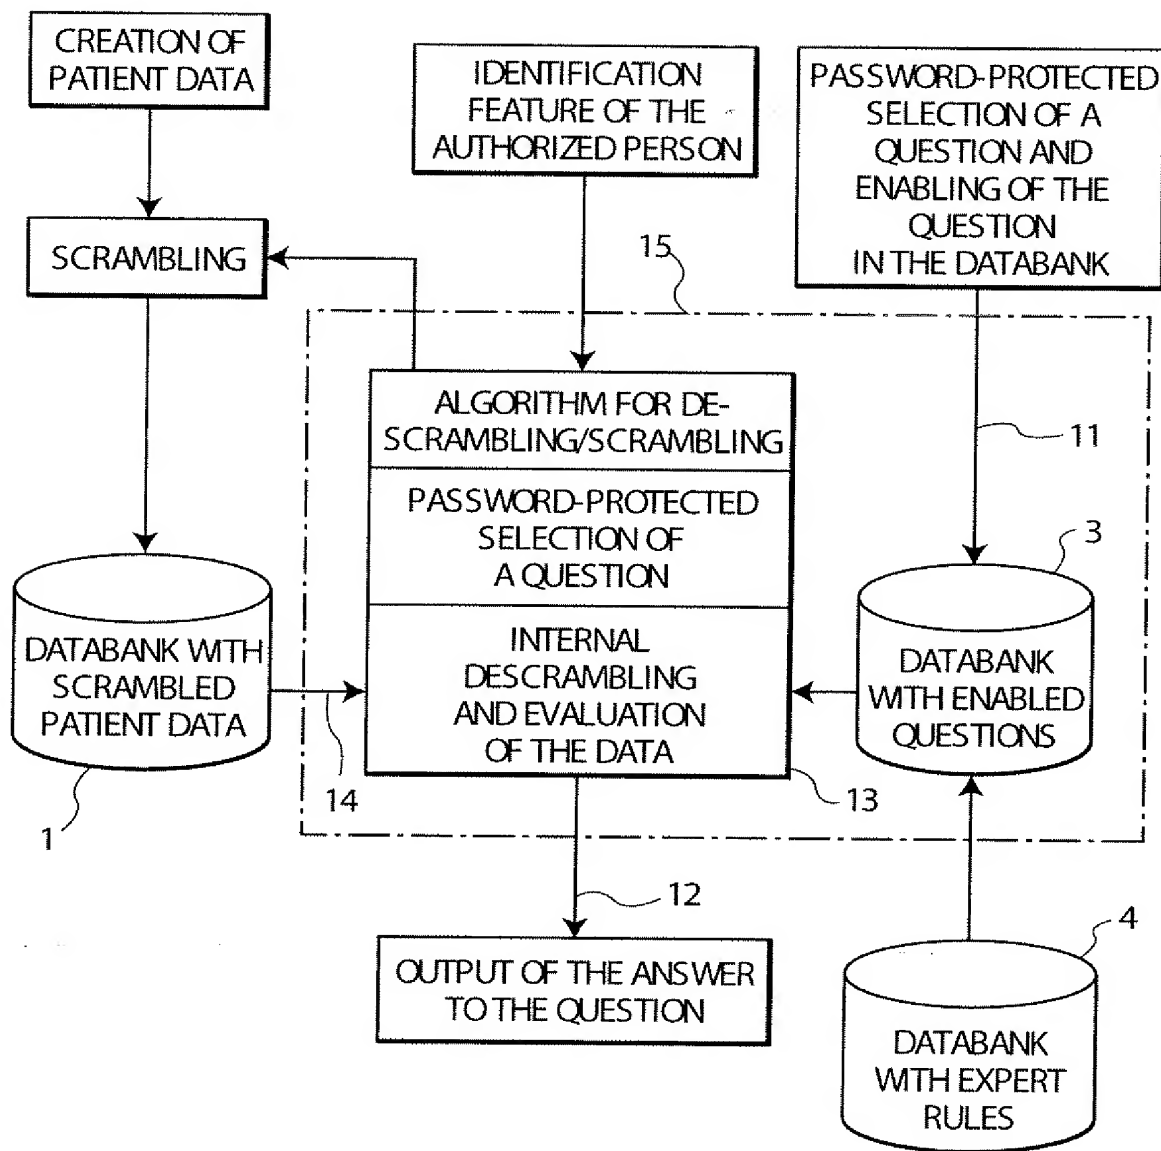 CREATION OF
PATIENT DATA
IDENTIFICATION
FEATURE OF THE
AUTHORIZED PERSON
PASSWORD-PROTECTED
SELECTION OF A
QUESTION AND
ENABLING OF THE
QUESTION
IN THE DATABANK
SCRAMBLING
15
ALGORITHM FOR DE-
SCRAMBLING/SCRAMBLING
11
PASSWORD-PROTECTED
SELECTION OF
A QUESTION
3
DATABANK WITH
SCRAMBLED
PATIENT DATA
INTERNAL
DESCRAMBLING
AND EVALUATION
OF THE DATA
DATABANK
WITH ENABLED
QUESTIONS
1
14
13
12
4
OUTPUT OF THE ANSWER
TO THE QUESTION
DATABANK
WITH EXPERT
RULES